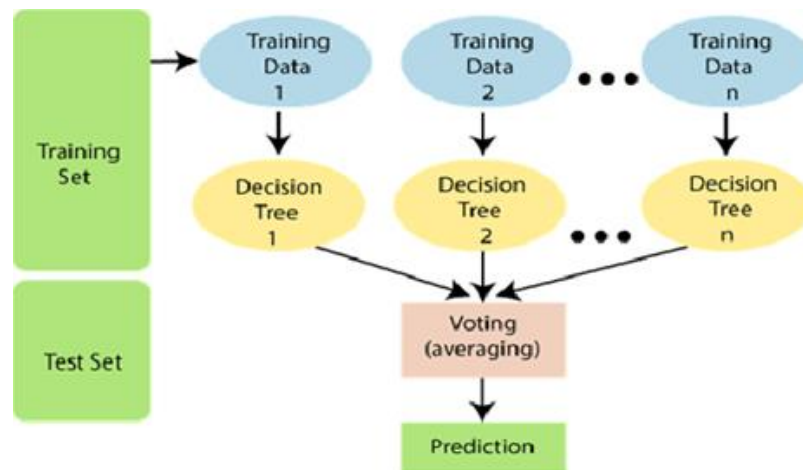 Training
Set
Test Set
Training
Data
1
Training
Data
2
Training
Data
n
Decision
Tree
1
Decision
Tree
2
Decision
Tree
n
Voting
(averaging)
Prediction